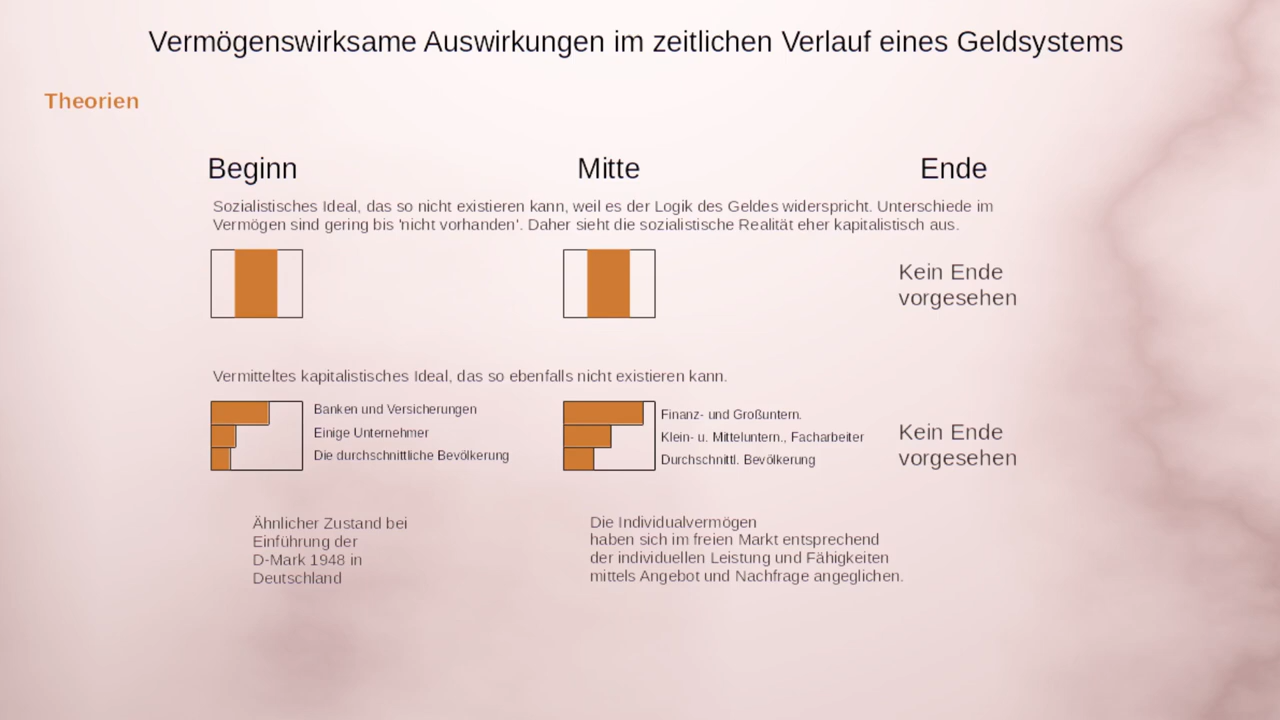 Vermögenswirksame Auswirkungen im zeitlichen Verlauf eines Geldsystems
Theorien
Beginn
Mitte
Ende
Sozialistisches Ideal, das so nicht existieren kann, weil es der Logik des Geldes widerspricht. Unterschiede im
Vermögen sind gering bis 'nicht vorhanden'. Daher sieht die sozialistische Realität eher kapitalistisch aus.
Kein Ende
vorgesehen
Vermitteltes kapitalistisches Ideal, das so ebenfalls nicht existieren kann.
Banken und Versicherungen
Einige Unternehmer
Die durchschnittliche Bevölkerung
Finanz- und Großuntern.
Klein- u. Mitteluntern., Facharbeiter
Durchschnittl. Bevölkerung
Kein Ende
vorgesehen
Ähnlicher Zustand bei
Einführung der
D-Mark 1948 in
Deutschland
Die Individualvermögen
haben sich im freien Markt entsprechend
der individuellen Leistung und Fähigkeiten
mittels Angebot und Nachfrage angeglichen.